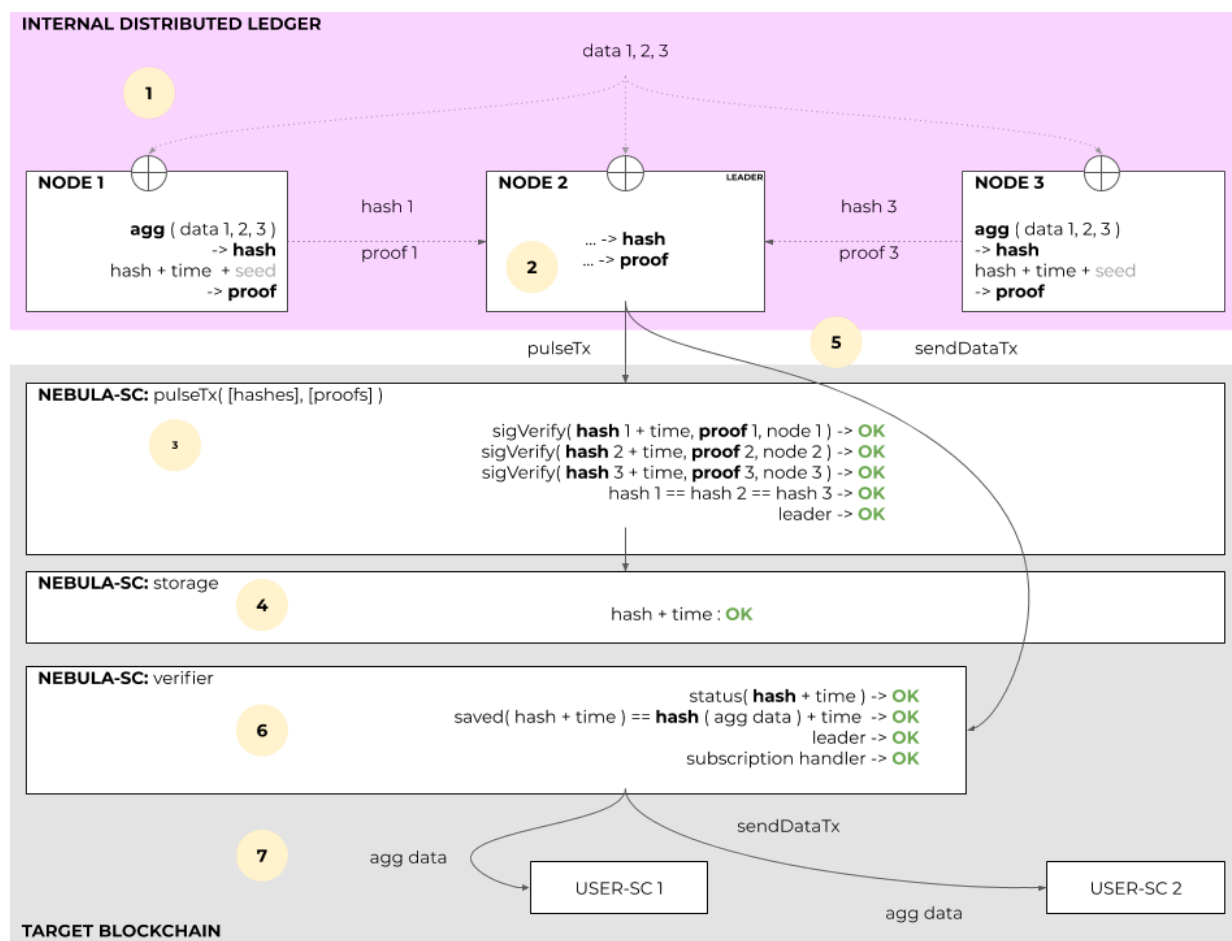 INTERNAL DISTRIBUTED LEDGER
data 1, 2, 3
1
NODE 1
agg ( data 1, 2, 3 )
-> hash
hash + time + seed
-> proof
hash 1
proof 1
NODE 2
LEADER
... -> hash
... -> proof
2
hash 3
proof 3
NODE 3
agg ( data 1, 2, 3 )
-> hash
hash + time + seed
-> proof
pulseTx
5
sendDataTx
NEBULA-SC: pulseTx( [hashes], [proofs] )
3
sigVerify( hash 1 + time, proof 1, node 1 ) -> OK
sigVerify( hash 2 + time, proof 2, node 2 ) -> OK
sigVerify( hash 3 + time, proof 3, node 3 ) -> OK
hash 1 == hash 2 == hash 3 -> OK
leader -> OK
NEBULA-SC: storage
4
hash + time : OK
NEBULA-SC: verifier
6
status( hash + time ) -> OK
saved( hash + time ) == hash ( agg data ) + time -> OK
leader -> OK
subscription handler -> OK
7
agg data
sendDataTx
USER-SC 1
USER-SC 2
agg data
TARGET BLOCKCHAIN